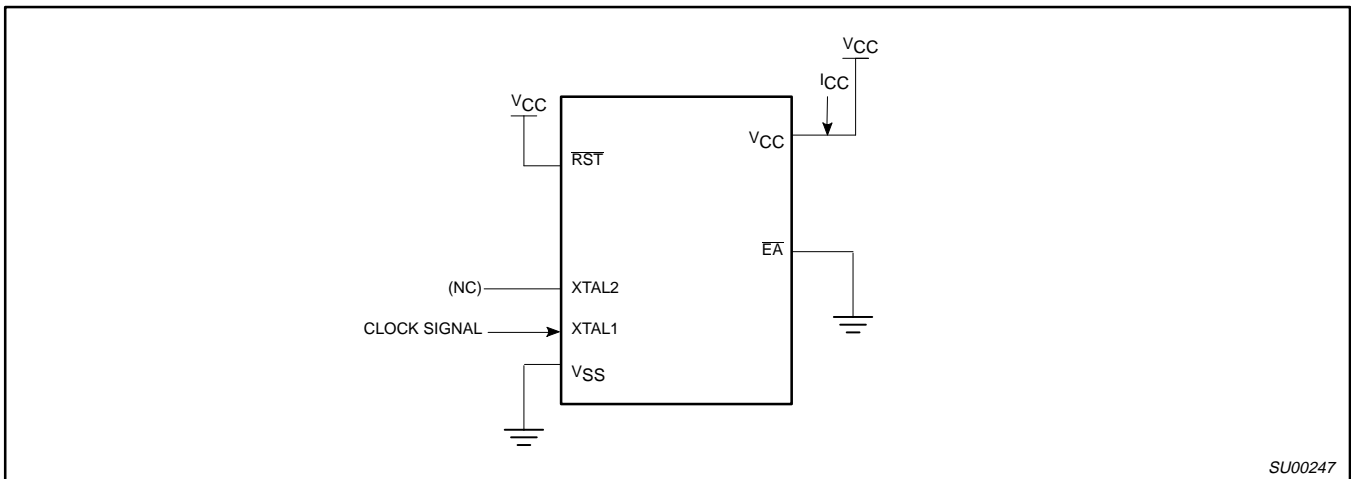 VCC
ICC
VCC
VCC
RST
EA
(NC)
XTAL2
CLOCK SIGNAL
XTAL1
VSS
SU00247